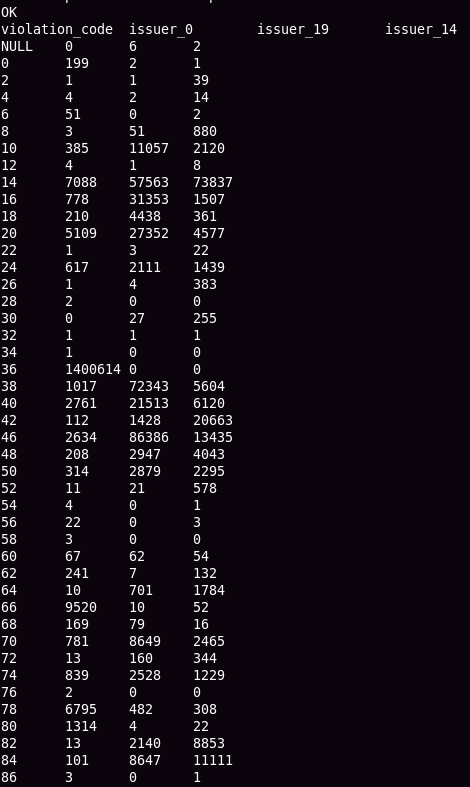 OK
violation_code issuer_0 issuer_19 issuer_14
NULL 0 6 2
0 199 2 1
2 1 1 39
4 4 2 14
6 51 0 2
8 3 51 880
10 385 11057 2120
12 4 1 8
14 7088 57563 73837
16 778 31353 1507
18 210 4438 361
20 5109 27352 4577
22 1 3 22
24 617 2111 1439
26 1 4 383
28 2 0 0
30 0 27 255
32 1 1 1
34 1 0 0
36 1400614 0 0
38 1017 72343 5604
40 2761 21513 6120
42 112 1428 20663
46 2634 86386 13435
48 208 2947 4043
50 314 2879 2295
52 11 21 578
54 4 0 1
56 22 0 3
58 3 0 0
60 67 62 54
62 241 7 132
64 10 701 1784
66 9520 10 52
68 169 79 16
70 781 8649 2465
72 13 160 344
74 839 2528 1229
76 2 0 0
78 6795 482 308
80 1314 4 22
82 13 2140 8853
84 101 8647 11111
86 3 0 1